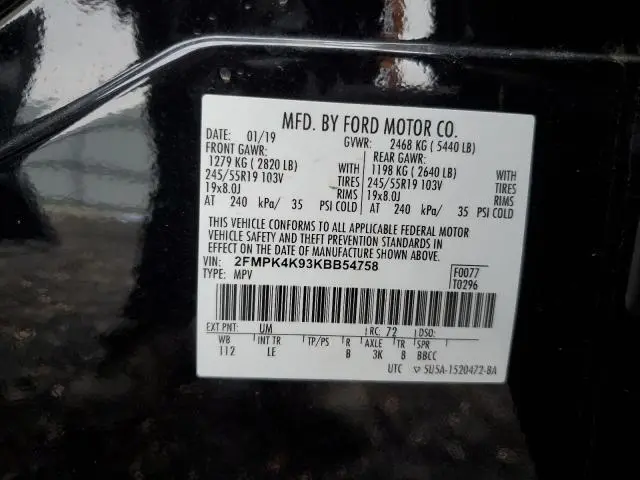 MFD. BY FORD MOTOR CO.
DATE: 01/19 GVWR: 2468 KG ( 5440 LB)
FRONT GAWR: REAR GAWR:
1279 KG ( 2820 LB) WITH 1198 KG ( 2640 LB) WITH
245/55R19 103V TIRES 245/55R19 103V TIRES
19x8.0J RIMS 19x8.0J RIMS
AT 240 kPa/ 35 PSI COLD AT 240 kPa/ 35 PSI COLD
THIS VEHICLE CONFORMS TO ALL APPLICABLE FEDERAL MOTOR
VEHICLE SAFETY AND THEFT PREVENTION STANDARDS IN
EFFECT ON THE DATE OF MANUFACTURE SHOWN ABOVE.
VEHICLE: 2FMPK4K93KBB54758 F0077
TYPE: MPV T0296
EXT PNT: UM RC: 72 DSO:
WB INT TR TP/PS R AXLE TR SPR
112 LE B 3K B BBCC
UTC 5U5A-1520472-BA